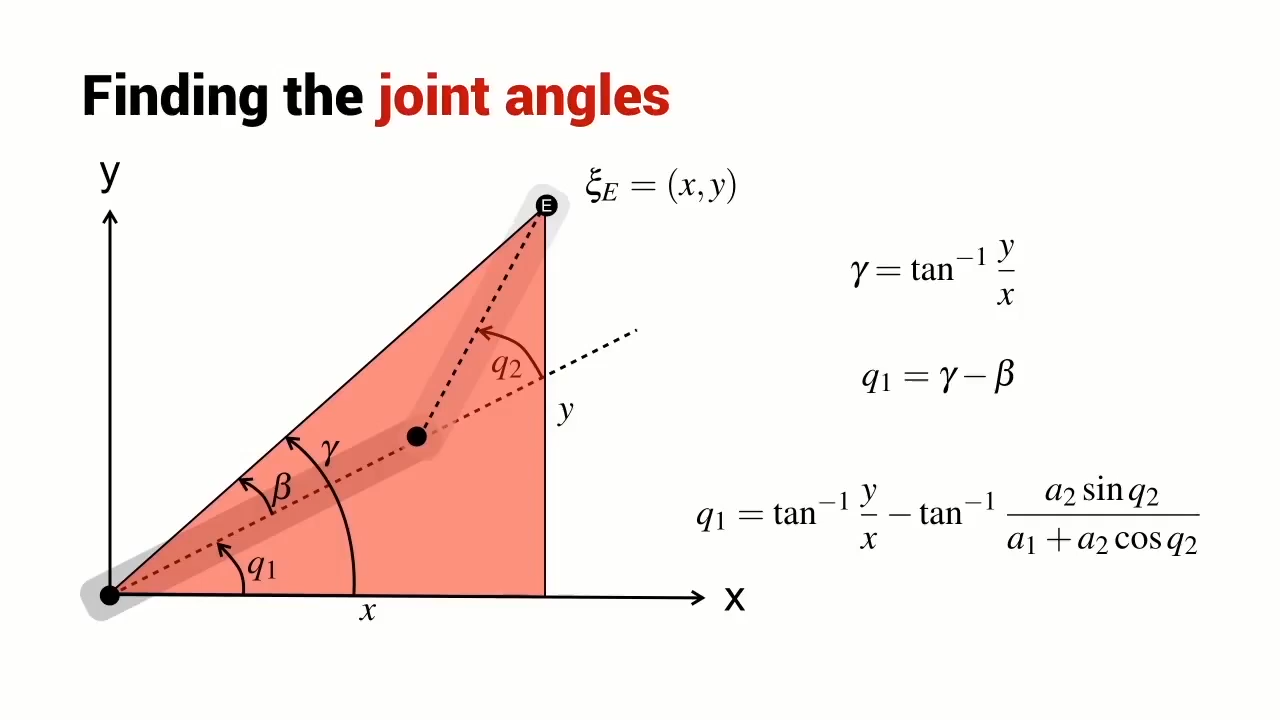 Finding the joint angles
y
E
ξ_E = (x, y)
γ = tan⁻¹ y/x
q₂
y
q₁ = γ − β
γ
β
q₁ = tan⁻¹ y/x − tan⁻¹ (a₂ sin q₂)/(a₁ + a₂ cos q₂)
q₁
x
x